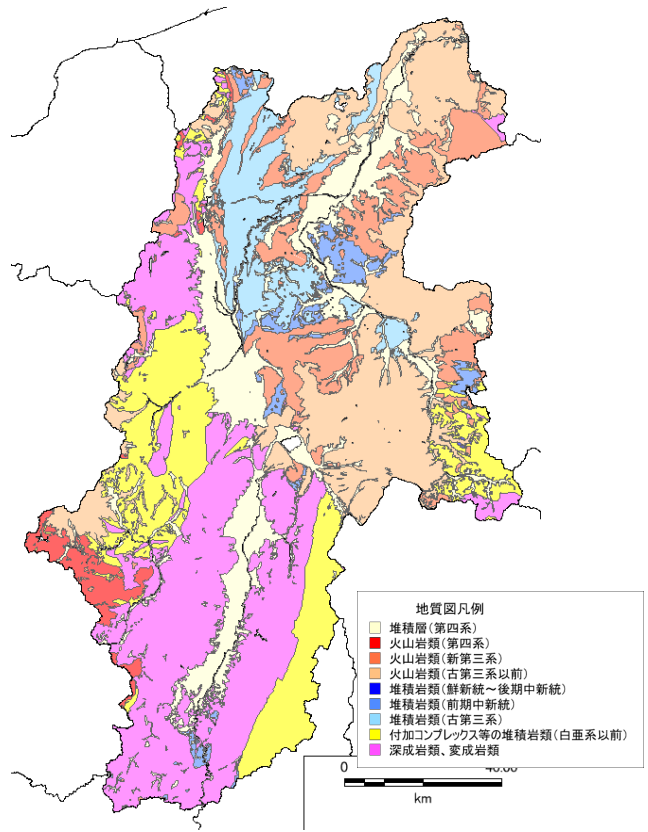 地質図凡例
堆積層(第四系)
火山岩類(第四系)
火山岩類(新第三系)
火山岩類(古第三系以前)
堆積岩類(鮮新統～後期中新統)
堆積岩類(前期中新統)
堆積岩類(古第三系)
付加コンプレックス等の堆積岩類(白亜系以前)
深成岩類、変成岩類
0
km